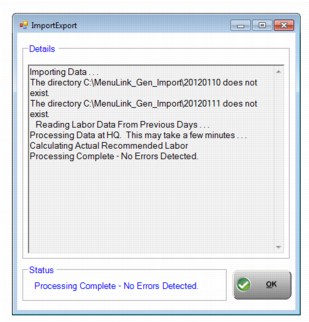 ImportExport
Details
Importing Data . . .
The directory C:\MenuLink_Gen_Import\20120110 does not
exist.
The directory C:\MenuLink_Gen_Import\20120111 does not
exist.
Reading Labor Data From Previous Days . . .
Processing Data at HQ.  This may take a few minutes . . .
Calculating Actual Recommended Labor
Processing Complete - No Errors Detected.
Status
Processing Complete - No Errors Detected.
OK